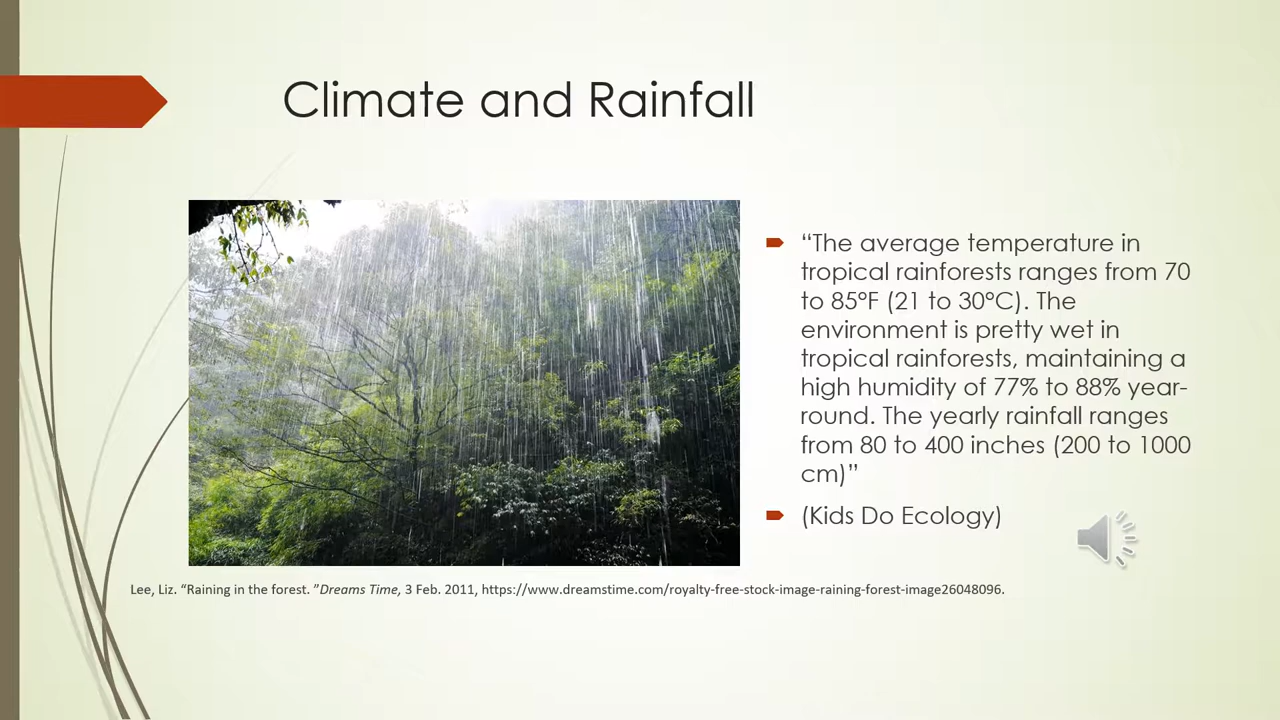 Climate and Rainfall
“The average temperature in
tropical rainforests ranges from 70
to 85°F (21 to 30°C). The
environment is pretty wet in
tropical rainforests, maintaining a
high humidity of 77% to 88% year-
round. The yearly rainfall ranges
from 80 to 400 inches (200 to 1000
cm)”
(Kids Do Ecology)
Lee, Liz. “Raining in the forest. ”Dreams Time, 3 Feb. 2011, https://www.dreamstime.com/royalty-free-stock-image-raining-forest-image26048096.